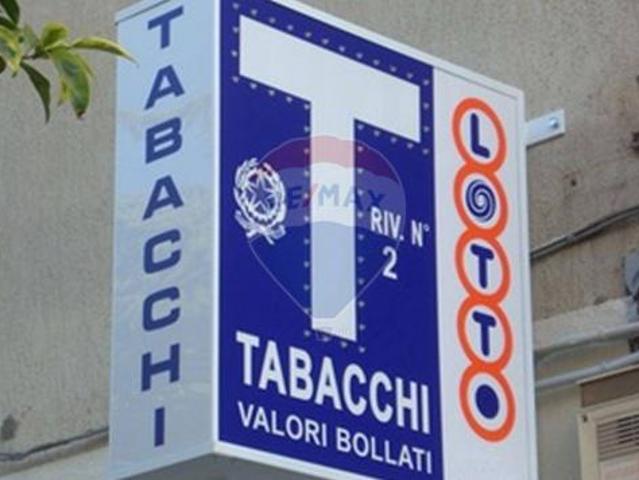 TABACCHI
T
RE/MAX
RIV. N°
2
TABACCHI
VALORI BOLLATI
LOTTO